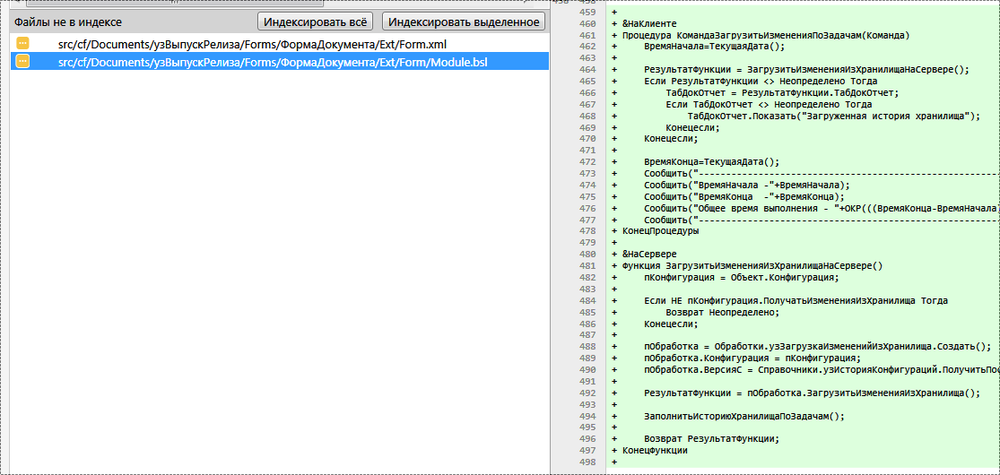 Файлы не в индексе
Индексировать всё
Индексировать выделенное
src/cf/Documents/узВыпускРелиза/Forms/ФормаДокумента/Ext/Form.xml
src/cf/Documents/узВыпускРелиза/Forms/ФормаДокумента/Ext/Form/Module.bsl
459 +
460 + &НаКлиенте
461 + Процедура КомандаЗагрузитьИзмененияПоЗадачам(Команда)
462 + ВремяНачала=ТекущаяДата();
463 +
464 + РезультатФункции = ЗагрузитьИзмененияИзХранилищаНаСервере();
465 + Если РезультатФункции <> Неопределено Тогда
466 + ТабДокОтчет = РезультатФункции.ТабДокОтчет;
467 + Если ТабДокОтчет <> Неопределено Тогда
468 + ТабДокОтчет.Показать("Загруженная история хранилища");
469 + Конецесли;
470 + Конецесли;
471 +
472 + ВремяКонца=ТекущаяДата();
473 + Сообщить("--------------------------------------------------------
474 + Сообщить("ВремяНачала -"+ВремяНачала);
475 + Сообщить("ВремяКонца  -"+ВремяКонца);
476 + Сообщить("Общее время выполнения - "+ОКР(((ВремяКонца-ВремяНачала)
477 + Сообщить("--------------------------------------------------------
478 + КонецПроцедуры
479 +
480 + &НаСервере
481 + Функция ЗагрузитьИзмененияИзХранилищаНаСервере()
482 + пКонфигурация = Объект.Конфигурация;
483 +
484 + Если НЕ пКонфигурация.ПолучатьИзмененияИзХранилища Тогда
485 + Возврат Неопределено;
486 + Конецесли;
487 +
488 + пОбработка = Обработки.узЗагрузкаИзмененийИзХранилища.Создать();
489 + пОбработка.Конфигурация = пКонфигурация;
490 + пОбработка.ВерсияС = Справочники.узИсторияКонфигураций.ПолучитьПос
491 +
492 + РезультатФункции = пОбработка.ЗагрузитьИзмененияИзХранилища();
493 +
494 + ЗаполнитьИсториюХранилищаПоЗадачам();
495 +
496 + Возврат РезультатФункции;
497 + КонецФункции
498 +